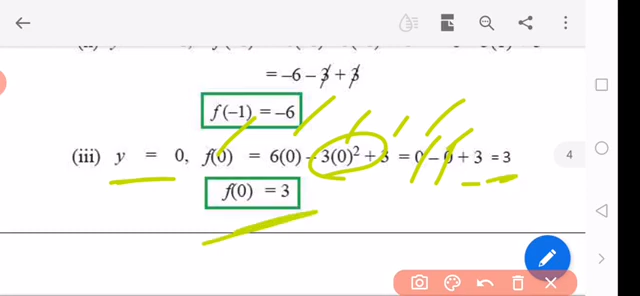 = –6 – 3 + 3
f(–1) = –6
(iii) y = 0, f(0) = 6(0) – 3(0)² + 3 = 0 – 0 + 3 = 3
4
f(0) = 3